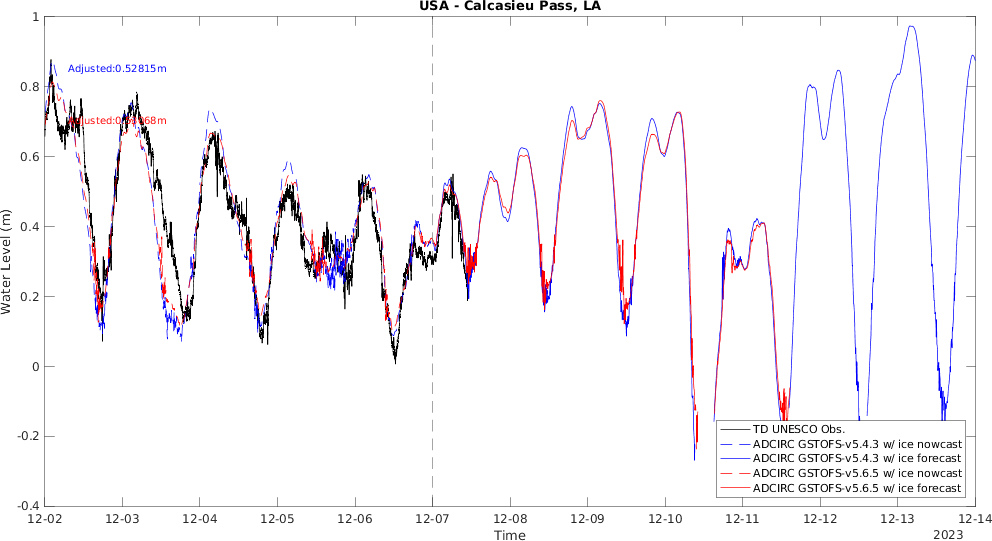 USA - Calcasieu Pass, LA
1
0.8
0.6
0.4
0.2
0
-0.2
-0.4
Water Level (m)
Adjusted:0.52815m
TD UNESCO Obs.
ADCIRC GSTOFS-v5.4.3 w/ ice nowcast
ADCIRC GSTOFS-v5.4.3 w/ ice forecast
ADCIRC GSTOFS-v5.6.5 w/ ice nowcast
ADCIRC GSTOFS-v5.6.5 w/ ice forecast
12-02 12-03 12-04 12-05 12-06 12-07 12-08 12-09 12-10 12-11 12-12 12-13 12-14
Time
2023